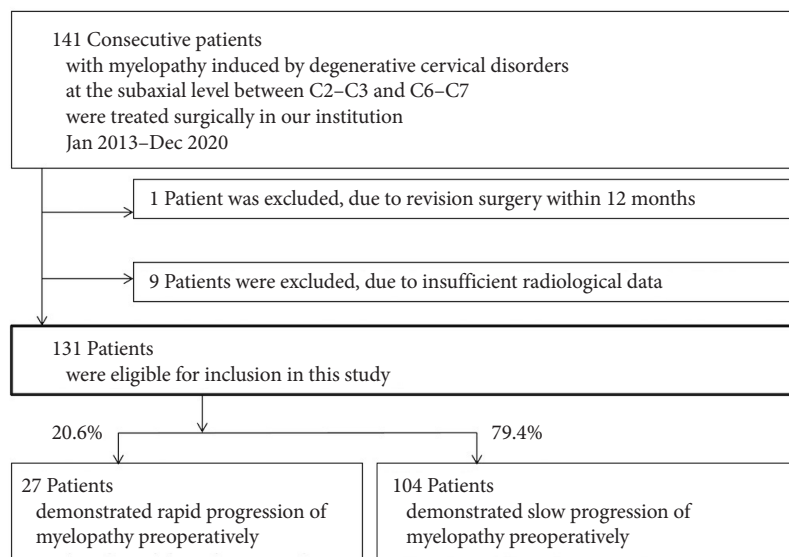 141 Consecutive patients
with myelopathy induced by degenerative cervical disorders
at the subaxial level between C2–C3 and C6–C7
were treated surgically in our institution
Jan 2013–Dec 2020
1 Patient was excluded, due to revision surgery within 12 months
9 Patients were excluded, due to insufficient radiological data
131 Patients
were eligible for inclusion in this study
20.6%
79.4%
27 Patients
demonstrated rapid progression of
myelopathy preoperatively
104 Patients
demonstrated slow progression of
myelopathy preoperatively